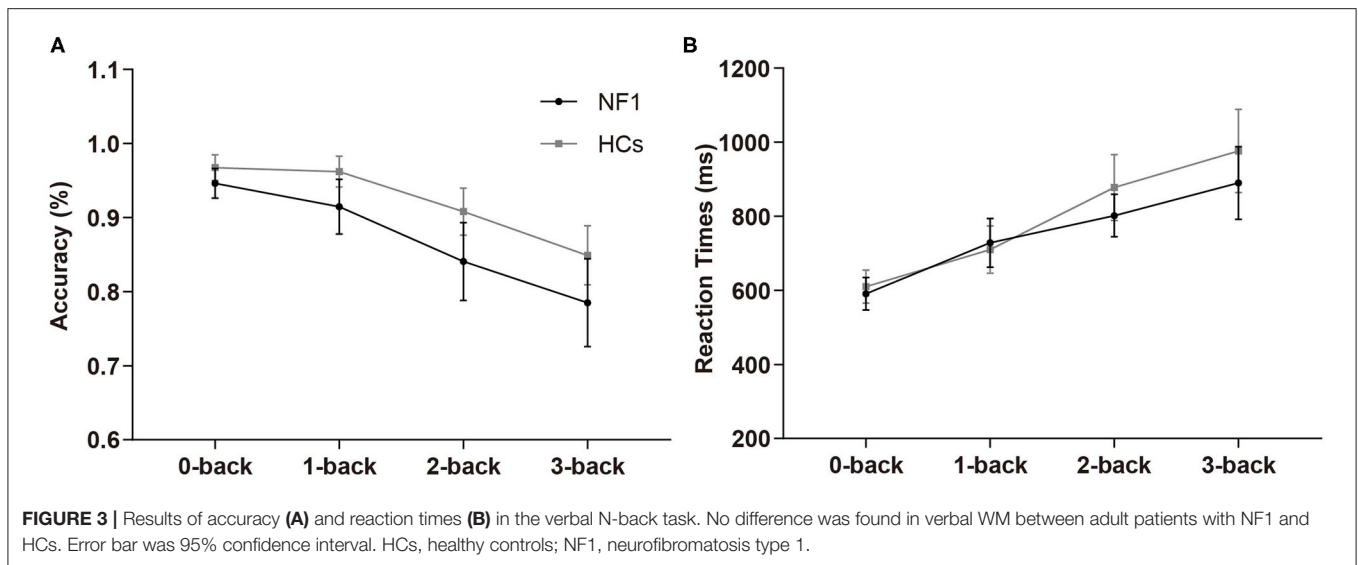 A
1.1
1.0
0.9
0.8
0.7
0.6
Accuracy (%)
0-back 1-back 2-back 3-back
NF1
HCs
B
1200
1000
800
600
400
200
Reaction Times (ms)
0-back 1-back 2-back 3-back
FIGURE 3 | Results of accuracy (A) and reaction times (B) in the verbal N-back task. No difference was found in verbal WM between adult patients with NF1 and
HCs. Error bar was 95% confidence interval. HCs, healthy controls; NF1, neurofibromatosis type 1.